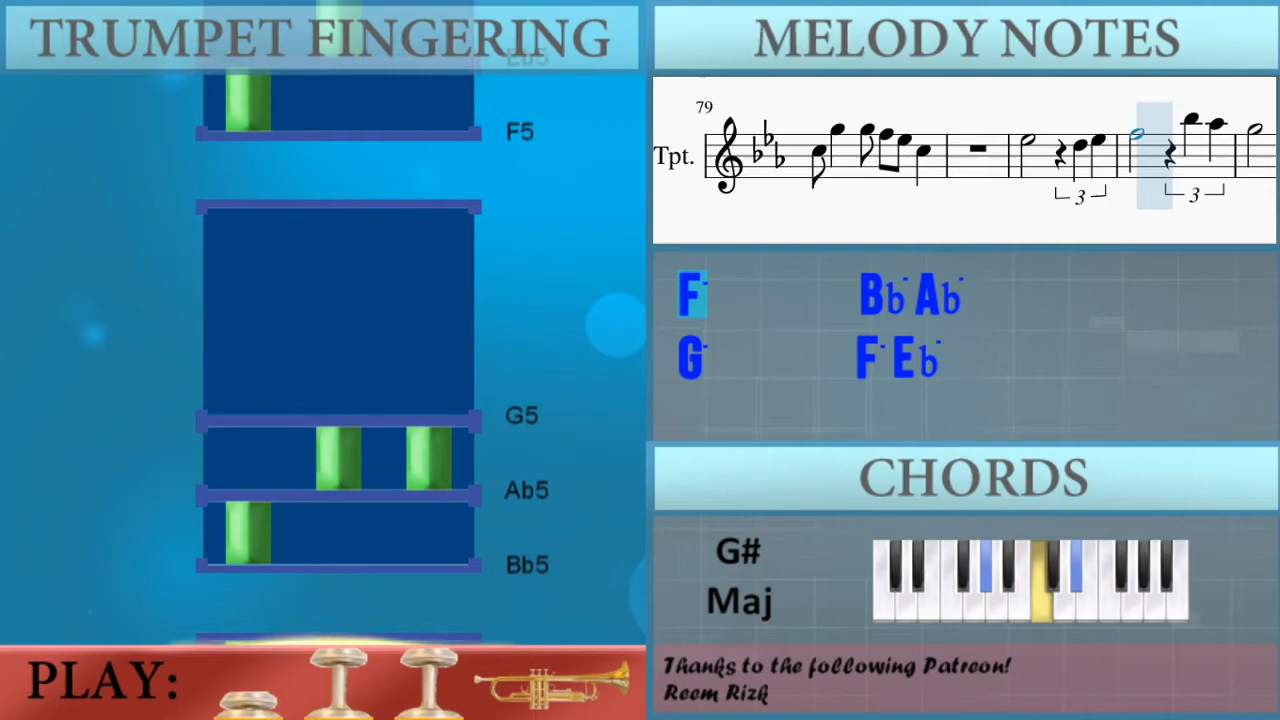 TRUMPET FINGERING
Eb5
F5
G5
Ab5
Bb5
PLAY:
MELODY NOTES
79
Tpt.
3
3
F- Bb- Ab-
G- F- Eb-
CHORDS
G#
Maj
Thanks to the following Patreon!
Reem Rizk